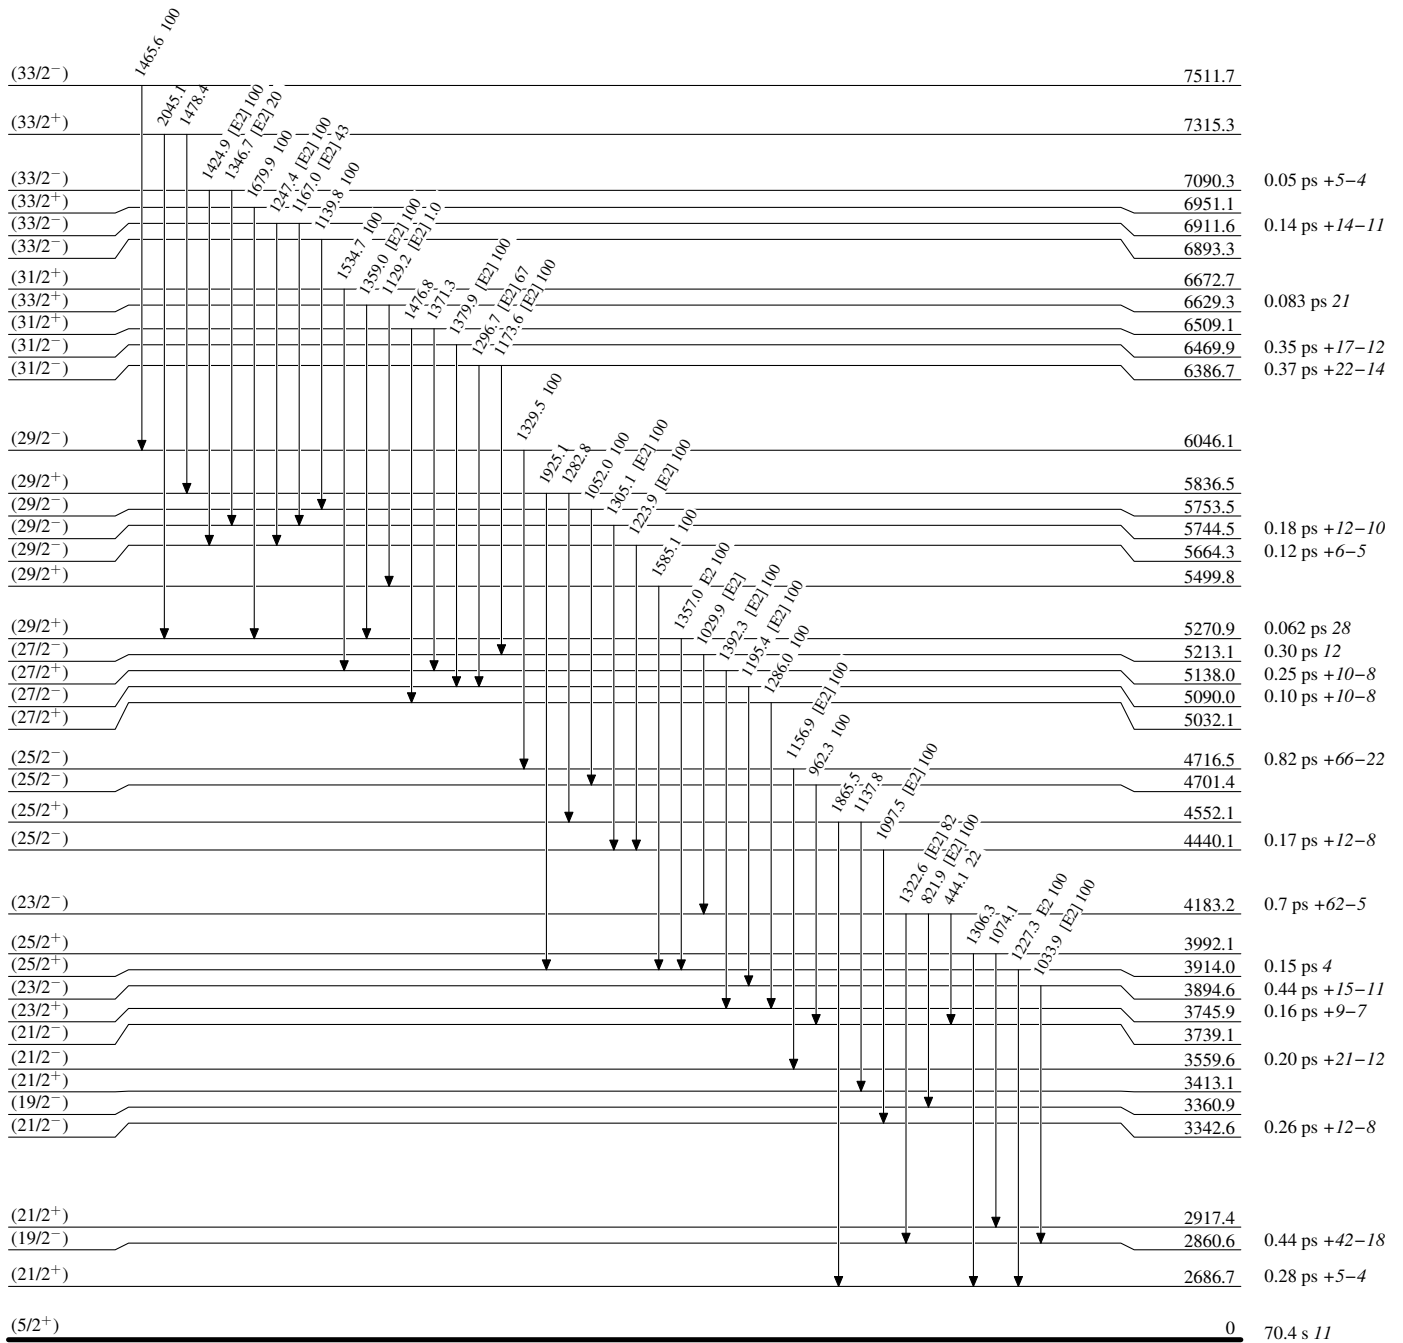 1465.6 100
(33/2−) 7511.7
2045.1
1478.4
(33/2+) 7315.3
1424.9 [E2] 100
1346.7 [E2] 20
(33/2−) 7090.3 0.05 ps +5−4
1679.9 100
(33/2+) 6951.1
1247.4 [E2] 100
1167.0 [E2] 43
(33/2−) 6911.6 0.14 ps +14−11
1139.8 100
(33/2−) 6893.3
1534.7 100
(31/2+) 6672.7
1359.0 [E2] 100
1129.2 [E2] 1.0
(33/2+) 6629.3 0.083 ps 21
1476.8
1371.3
(31/2+) 6509.1
1379.9 [E2] 100
(31/2−) 6469.9 0.35 ps +17−12
1296.7 [E2] 67
1173.6 [E2] 100
(31/2−) 6386.7 0.37 ps +22−14
1329.5 100
(29/2−) 6046.1
1925.1
1282.8
(29/2+) 5836.5
1052.0 100
(29/2−) 5753.5
1305.1 [E2] 100
(29/2−) 5744.5 0.18 ps +12−10
1223.9 [E2] 100
(29/2−) 5664.3 0.12 ps +6−5
1585.1 100
(29/2+) 5499.8
1357.0 E2 100
(29/2+) 5270.9 0.062 ps 28
1029.9 [E2]
(27/2−) 5213.1 0.30 ps 12
1392.3 [E2] 100
(27/2+) 5138.0 0.25 ps +10−8
1195.4 [E2] 100
(27/2−) 5090.0 0.10 ps +10−8
1286.0 100
(27/2+) 5032.1
1156.9 [E2] 100
(25/2−) 4716.5 0.82 ps +66−22
962.3 100
(25/2−) 4701.4
1865.5
1137.8
(25/2+) 4552.1
1097.5 [E2] 100
(25/2−) 4440.1 0.17 ps +12−8
1322.6 [E2] 82
821.9 [E2] 100
444.1 22
(23/2−) 4183.2 0.7 ps +62−5
1306.3
1074.1
(25/2+) 3992.1
1227.3 E2 100
(25/2+) 3914.0 0.15 ps 4
1033.9 [E2] 100
(23/2−) 3894.6 0.44 ps +15−11
(23/2+) 3745.9 0.16 ps +9−7
(21/2−) 3739.1
(21/2−) 3559.6 0.20 ps +21−12
(21/2+) 3413.1
(19/2−) 3360.9
(21/2−) 3342.6 0.26 ps +12−8
(21/2+) 2917.4
(19/2−) 2860.6 0.44 ps +42−18
(21/2+) 2686.7 0.28 ps +5−4
(5/2+) 0 70.4 s 11